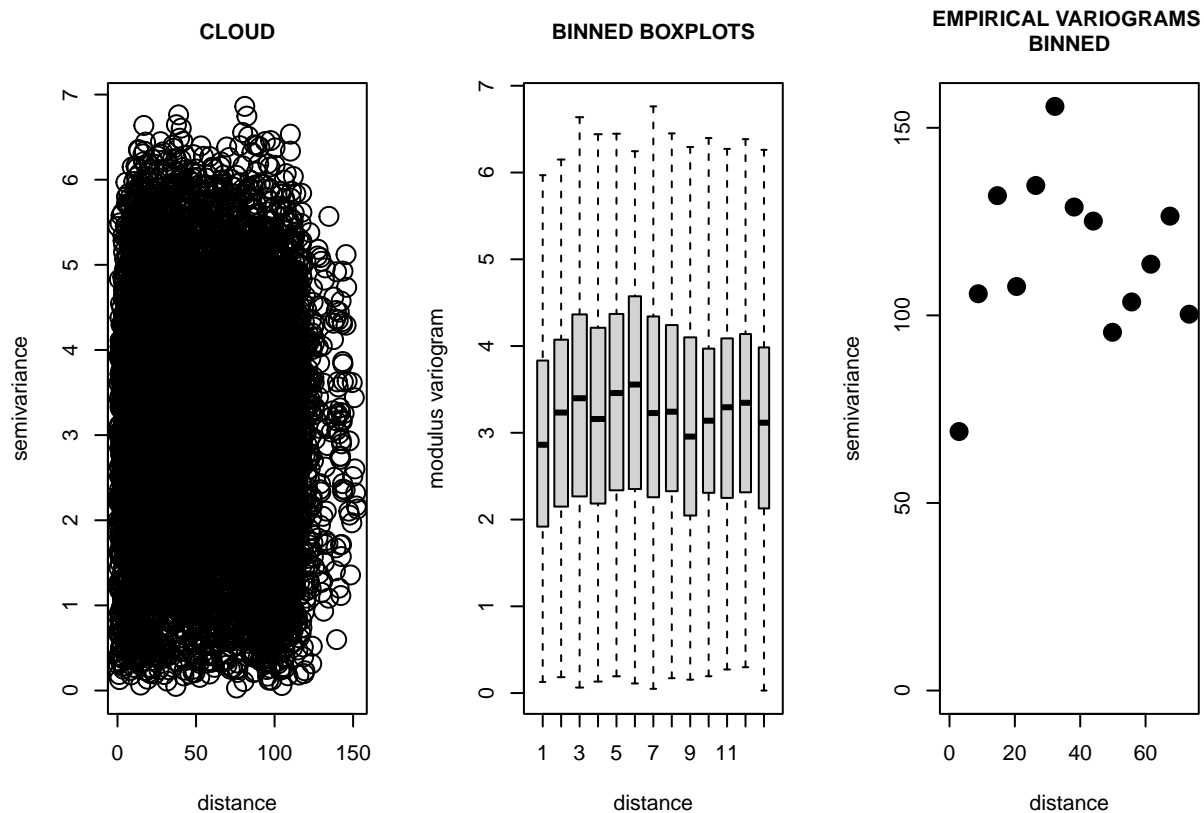 CLOUD
7
6
5
4
3
2
1
0
semivariance
0 50 100 150
distance
BINNED BOXPLOTS
7
6
5
4
3
2
1
0
modulus variogram
1 3 5 7 9 11
distance
EMPIRICAL VARIOGRAMS
BINNED
150
100
50
0
semivariance
0 20 40 60
distance